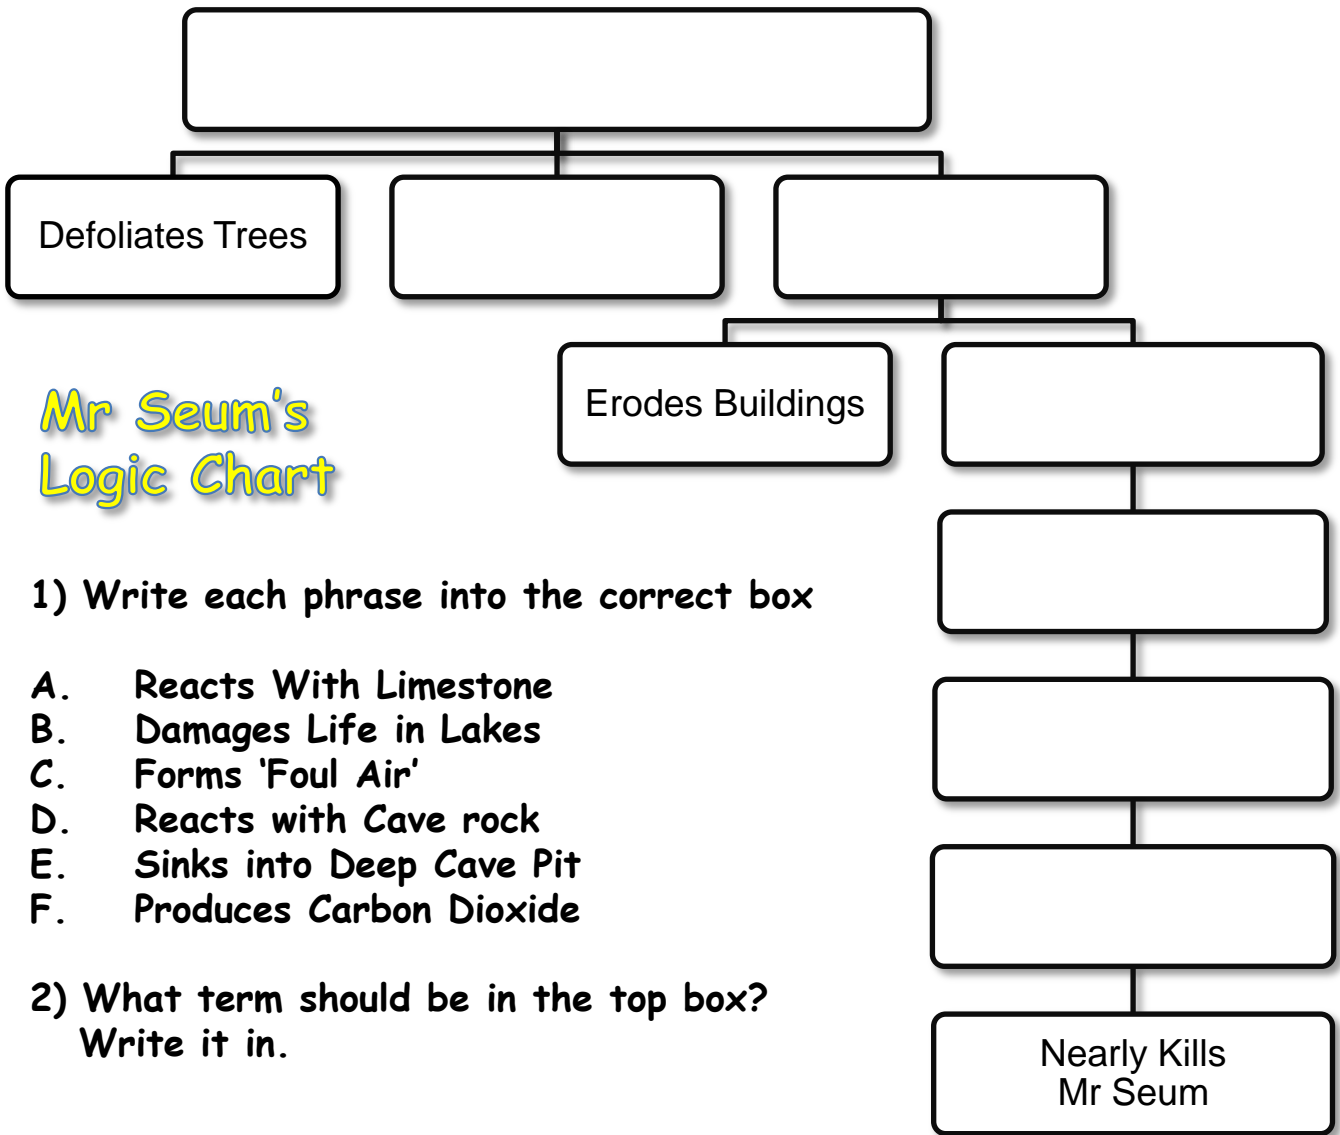 Defoliates Trees
Erodes Buildings
Mr Seum's
Logic Chart
1) Write each phrase into the correct box
A. Reacts With Limestone
B. Damages Life in Lakes
C. Forms ‘Foul Air’
D. Reacts with Cave rock
E. Sinks into Deep Cave Pit
F. Produces Carbon Dioxide
2) What term should be in the top box?
Write it in.
Nearly Kills
Mr Seum